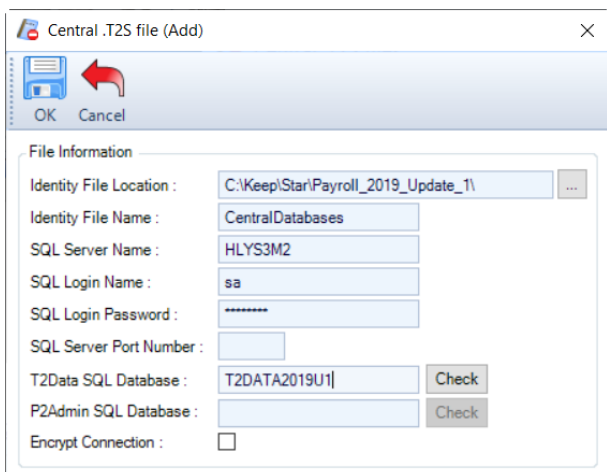 Central .T2S file (Add)
OK Cancel
File Information
Identity File Location : C:\Keep\Star\Payroll_2019_Update_1\ ...
Identity File Name : CentralDatabases
SQL Server Name : HLYS3M2
SQL Login Name : sa
SQL Login Password : ********
SQL Server Port Number :
T2Data SQL Database : T2DATA2019U1 Check
P2Admin SQL Database : Check
Encrypt Connection :